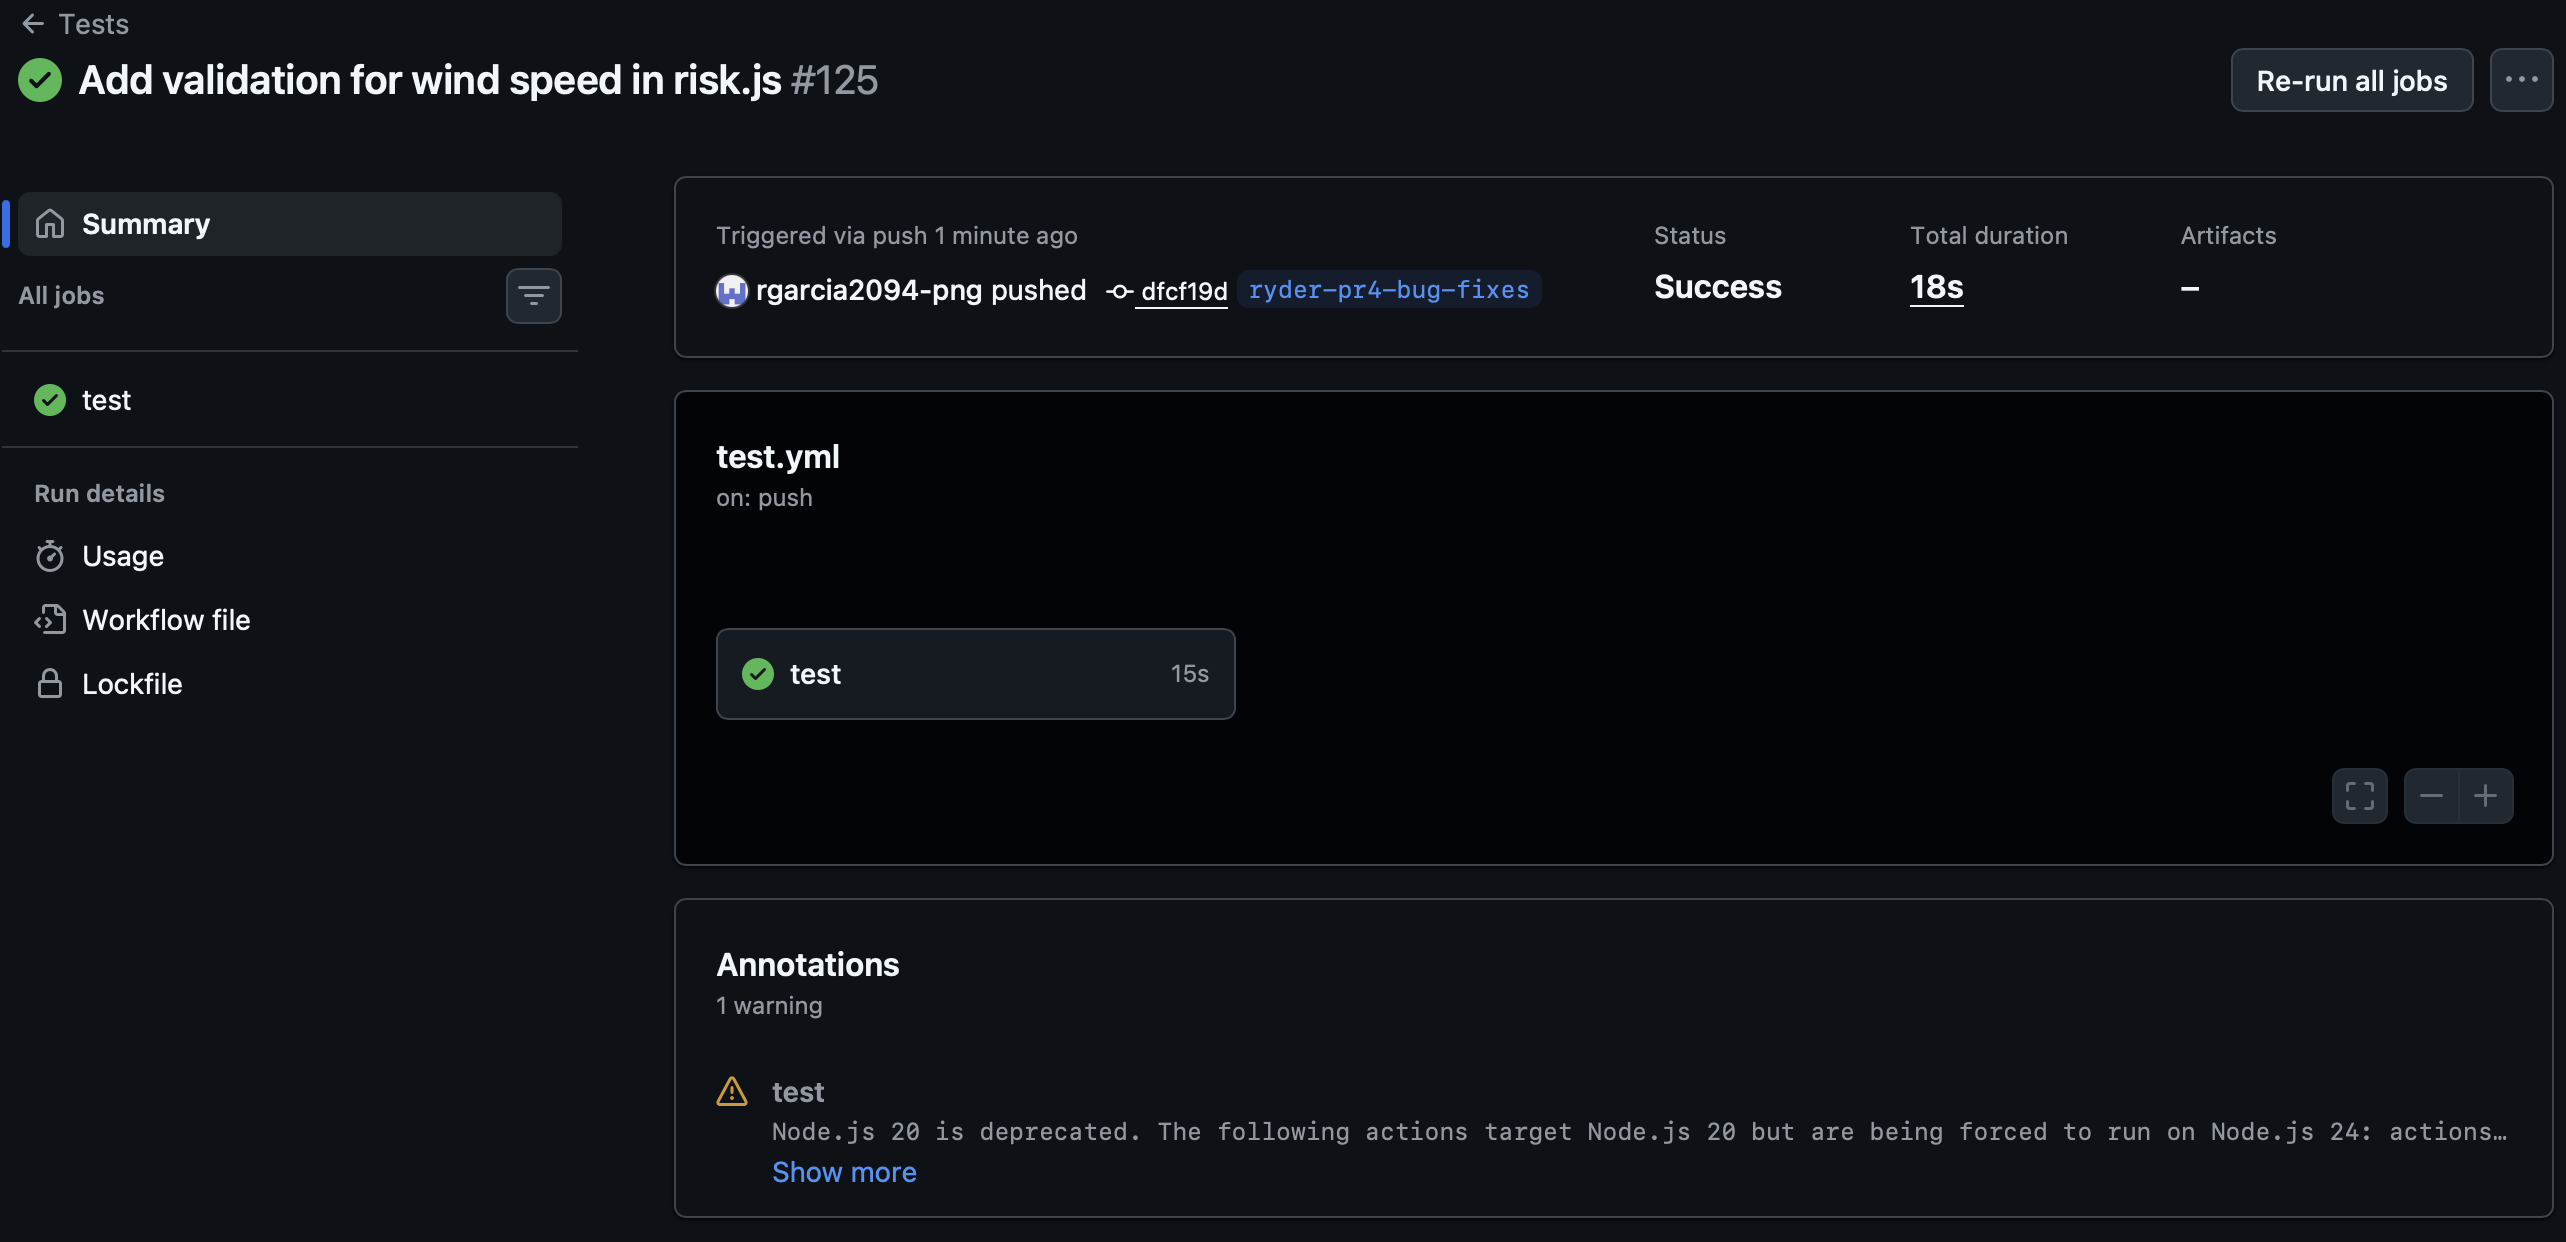 Tests
Add validation for wind speed in risk.js #125
Re-run all jobs
Summary
All jobs
test
Run details
Usage
Workflow file
Lockfile
Triggered via push 1 minute ago
rgarcia2094-png pushed dfcf19d ryder-pr4-bug-fixes
Status
Success
Total duration
18s
Artifacts
–
test.yml
on: push
test 15s
Annotations
1 warning
test
Node.js 20 is deprecated. The following actions target Node.js 20 but are being forced to run on Node.js 24: actions…
Show more